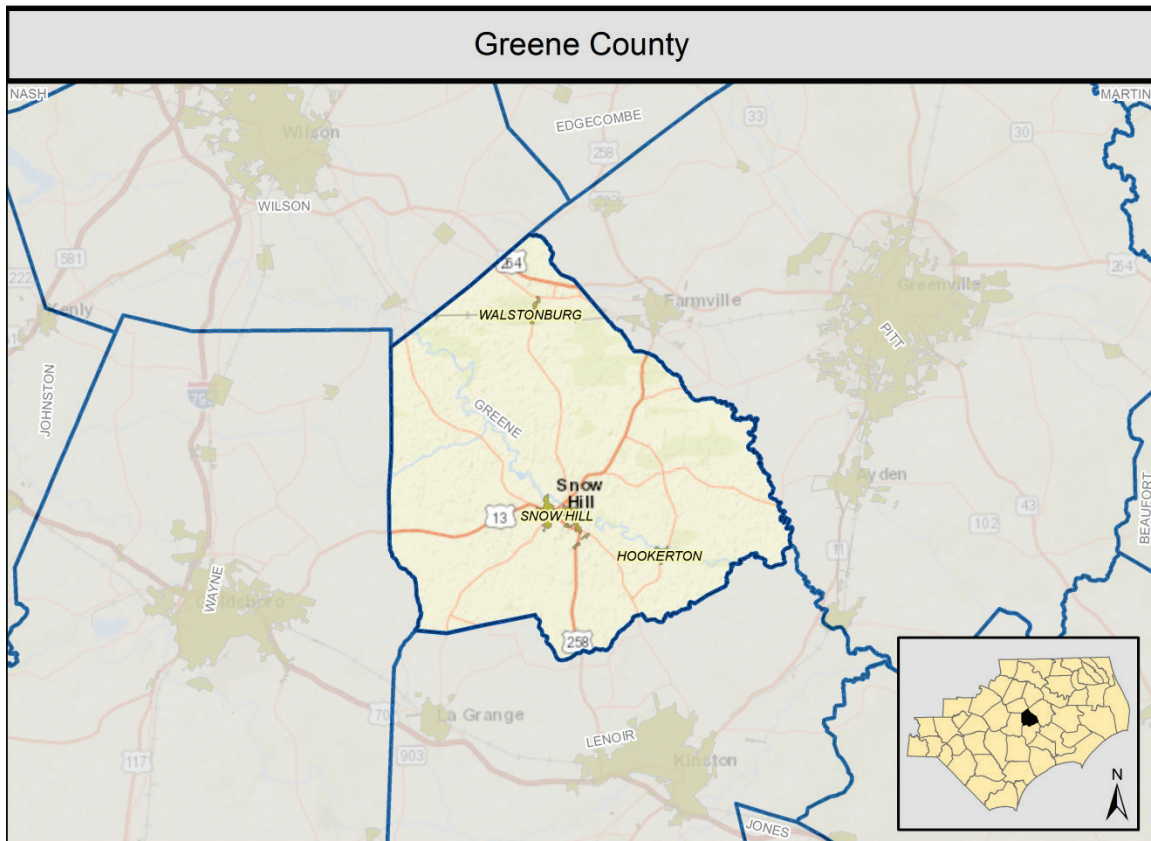 Greene County
NASH
MARTIN
EDGECOMBE
33
30
Wilson
258
WILSON
581
264
264
222
Kenly
WALSTONBURG
Farmville
Greenville
PITT
JOHNSTON
GREENE
Snow
Hill
Ayden
13
SNOW HILL
43
102
BEAUFORT
HOOKERTON
11
WAYNE
Goldsboro
258
70
La Grange
LENOIR
903
117
Kinston
JONES
N